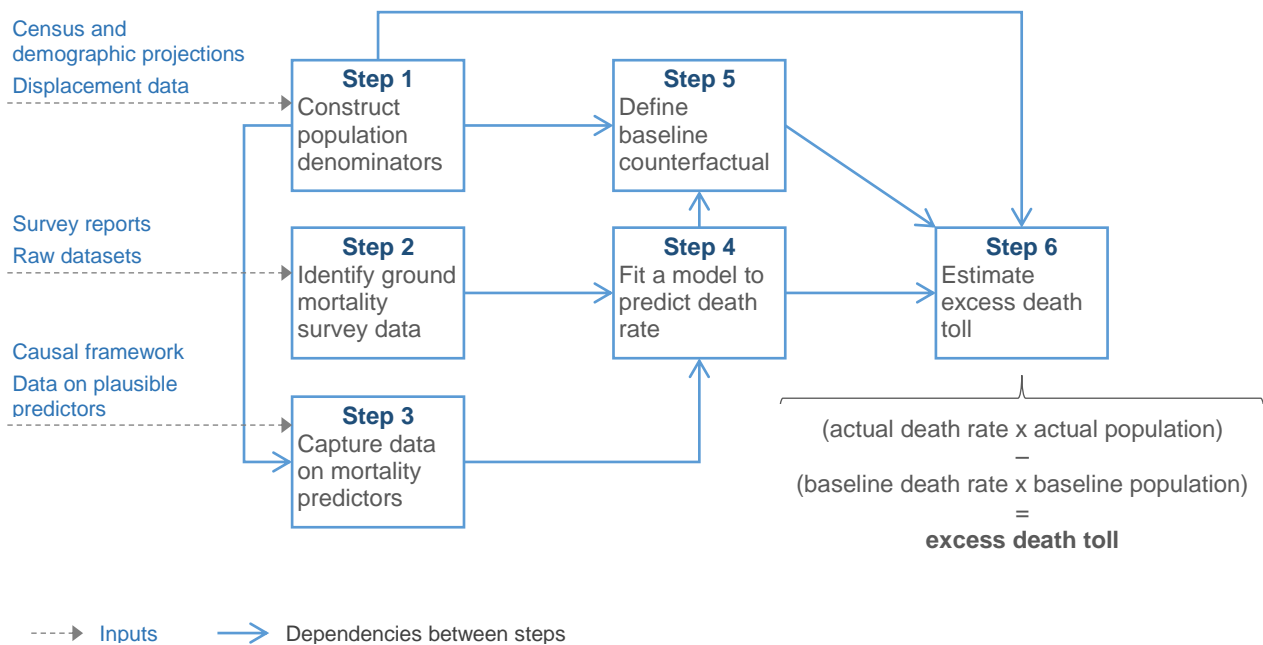 Census and
demographic projections
Displacement data
Step 1
Construct
population
denominators
Step 5
Define
baseline
counterfactual
Survey reports
Raw datasets
Step 2
Identify ground
mortality
survey data
Step 4
Fit a model to
predict death
rate
Step 6
Estimate
excess death
toll
Causal framework
Data on plausible
predictors
Step 3
Capture data
on mortality
predictors
(actual death rate x actual population)
–
(baseline death rate x baseline population)
=
excess death toll
Inputs
Dependencies between steps